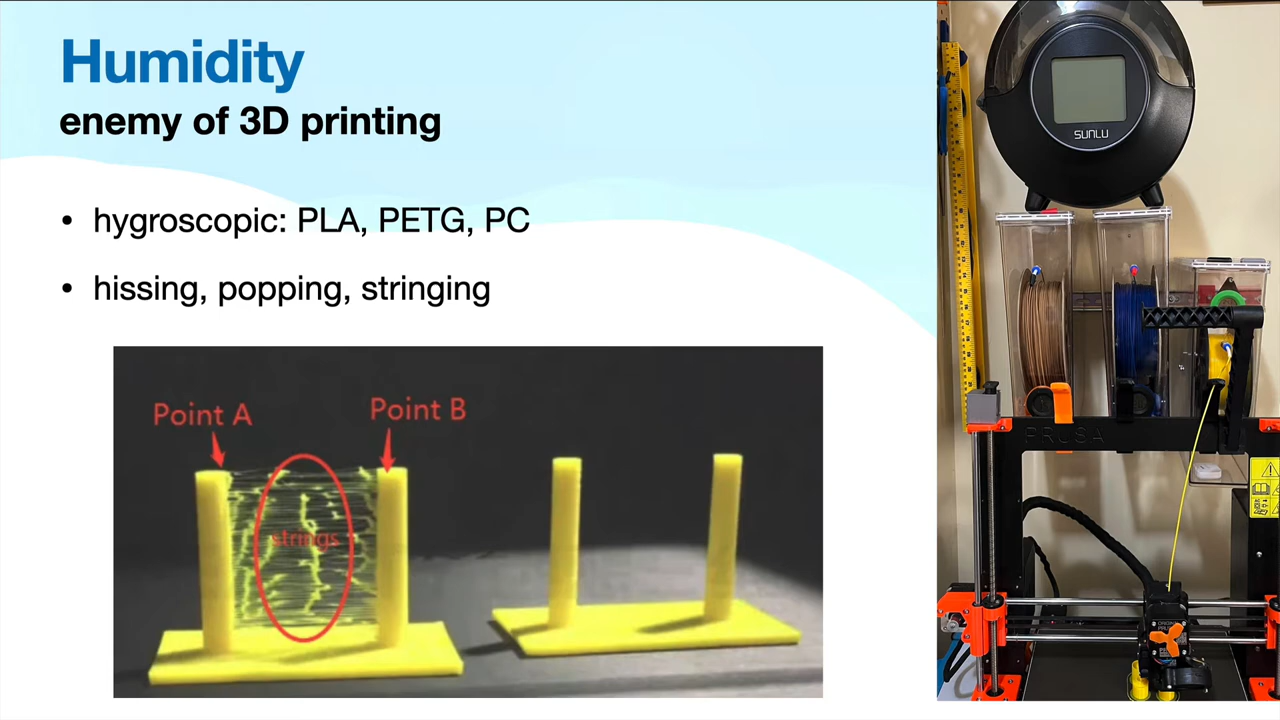 Humidity
enemy of 3D printing
• hygroscopic: PLA, PETG, PC
• hissing, popping, stringing
Point A
Point B
strings
SUNLU
PRUSA